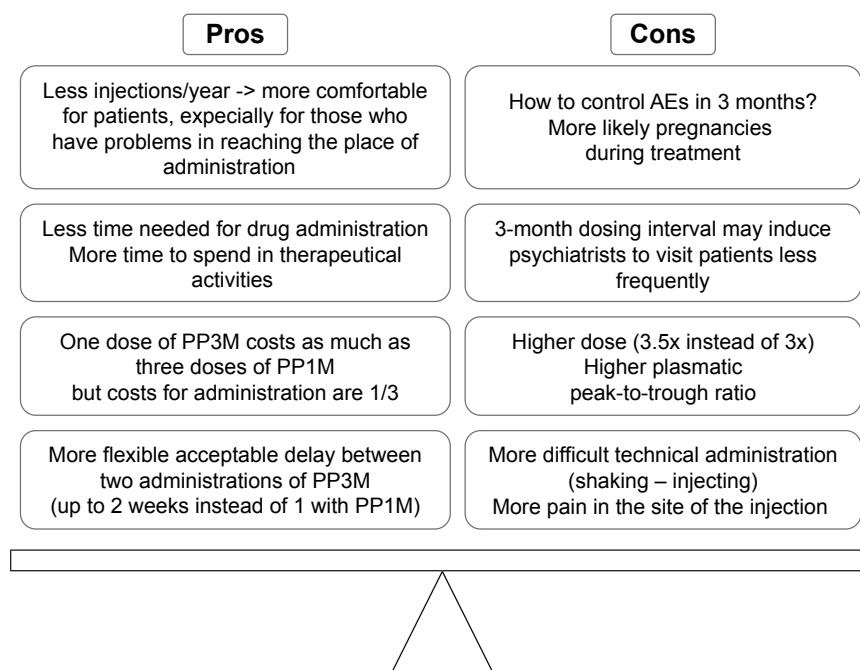 Pros
Less injections/year -> more comfortable
for patients, expecially for those who
have problems in reaching the place of
administration
Less time needed for drug administration
More time to spend in therapeutical
activities
One dose of PP3M costs as much as
three doses of PP1M
but costs for administration are 1/3
More flexible acceptable delay between
two administrations of PP3M
(up to 2 weeks instead of 1 with PP1M)
Cons
How to control AEs in 3 months?
More likely pregnancies
during treatment
3-month dosing interval may induce
psychiatrists to visit patients less
frequently
Higher dose (3.5x instead of 3x)
Higher plasmatic
peak-to-trough ratio
More difficult technical administration
(shaking – injecting)
More pain in the site of the injection